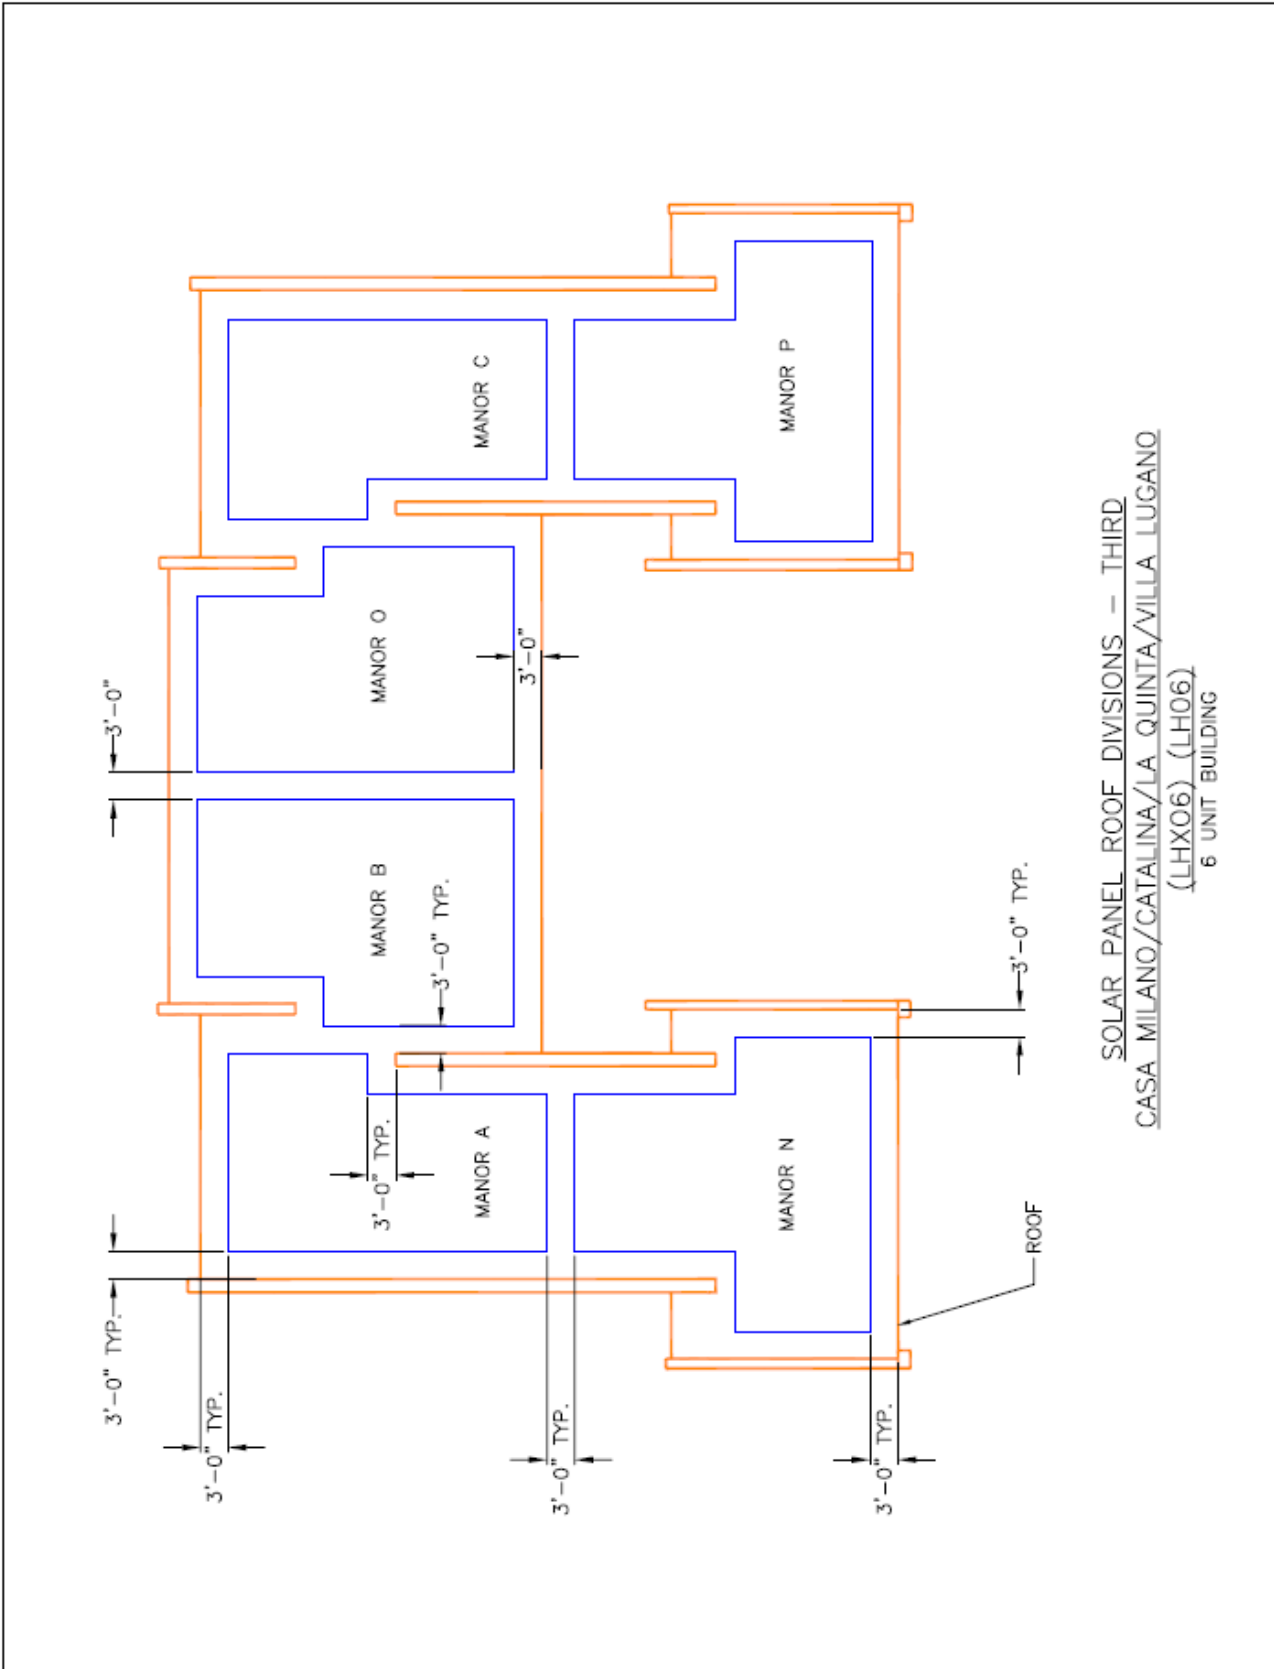 3'-0" TYP.
3'-0"
3'-0" TYP.
3'-0" TYP.
MANOR B
MANOR O
3'-0" TYP.
MANOR A
MANOR C
3'-0"
3'-0" TYP.
MANOR N
MANOR P
3'-0" TYP.
3'-0" TYP.
ROOF
SOLAR PANEL ROOF DIVISIONS – THIRD
CASA MILANO/CATALINA/LA QUINTA/VILLA LUGANO
(LHX06) (LH06)
6 UNIT BUILDING